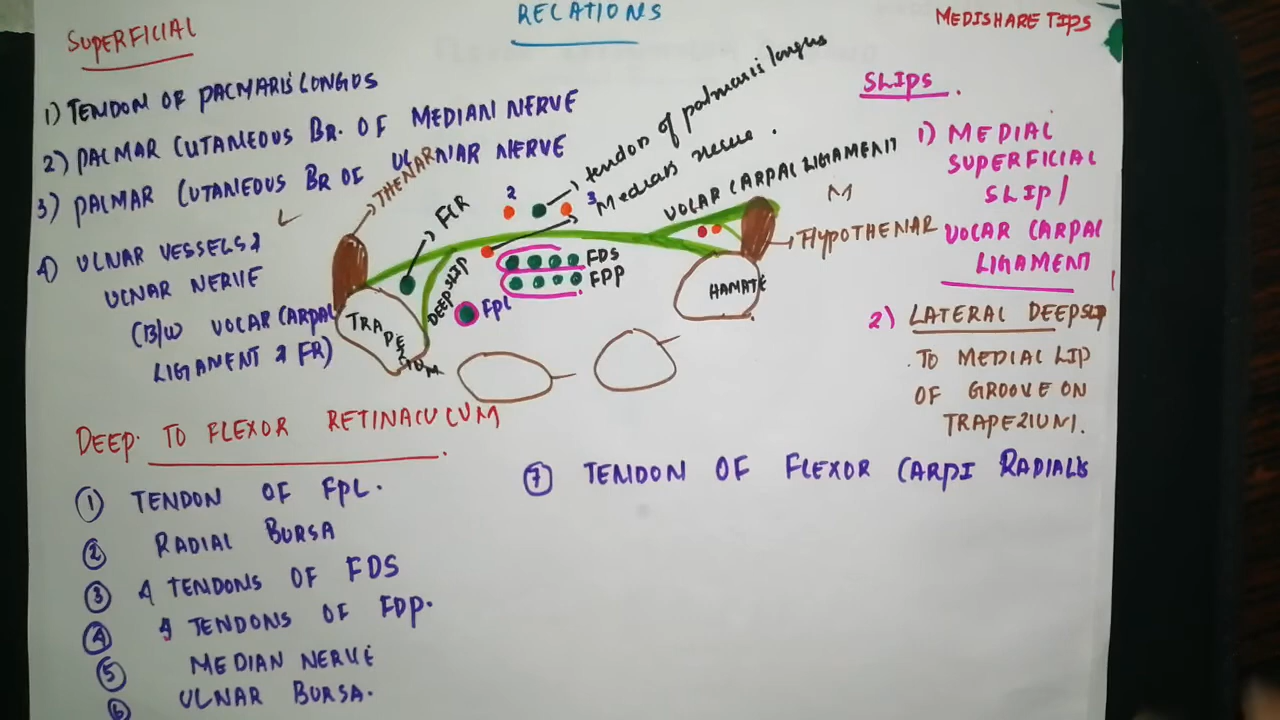 RELATIONS
MEDISHARE TIPS
SUPERFICIAL
1) TENDON OF PALMARIS LONGUS
2) PALMAR CUTANEOUS BR. OF MEDIAN NERVE
3) PALMAR CUTANEOUS BR OF ULNAR NERVE
4) ULNAR VESSELS &
ULNAR NERVE
(B/W VOLAR CARPAL
LIGAMENT & FR)
THENAR
FCR
2
3
tendon of palmaris longus
Median nerve.
VOLAR CARPAL LIGAMENT
M
HYPOTHENAR
FDS
FPP
FPL
DEEP SLIP
TRAPEZIUM
HAMATE
SLIPS.
1) MEDIAL
SUPERFICIAL
SLIP/
VOLAR CARPAL
LIGAMENT
2) LATERAL DEEP SLIP
TO MEDIAL LIP
OF GROOVE ON
TRAPEZIUM.
DEEP TO FLEXOR RETINACULUM
1 TENDON OF FPL.
2 RADIAL BURSA
3 4 TENDONS OF FDS
4 4 TENDONS OF FDP.
5 MEDIAN NERVE
6 ULNAR BURSA.
7 TENDON OF FLEXOR CARPI RADIALIS